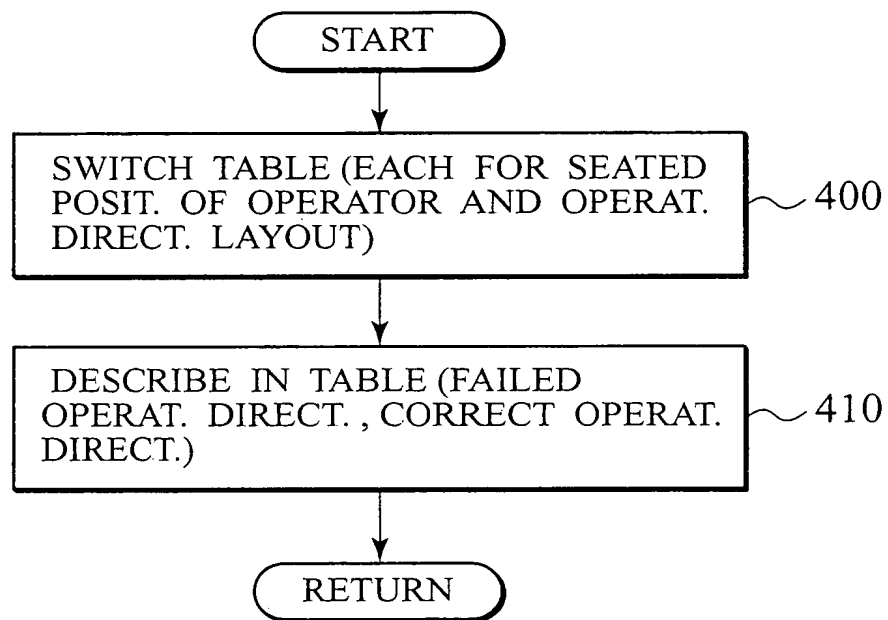 START
SWITCH TABLE (EACH FOR SEATED
POSIT. OF OPERATOR AND OPERAT.
DIRECT. LAYOUT)
400
DESCRIBE IN TABLE (FAILED
OPERAT. DIRECT. , CORRECT OPERAT.
DIRECT.)
410
RETURN